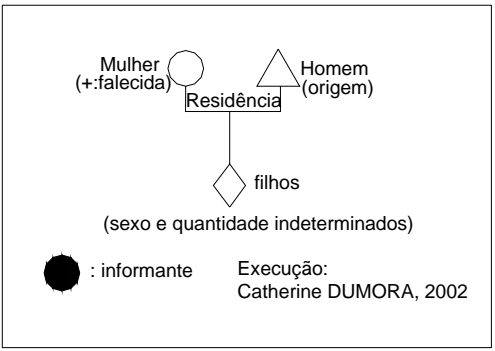 Mulher
(+:falecida)
Homem
(origem)
Residência
filhos
(sexo e quantidade indeterminados)
: informante
Execução:
Catherine DUMORA, 2002